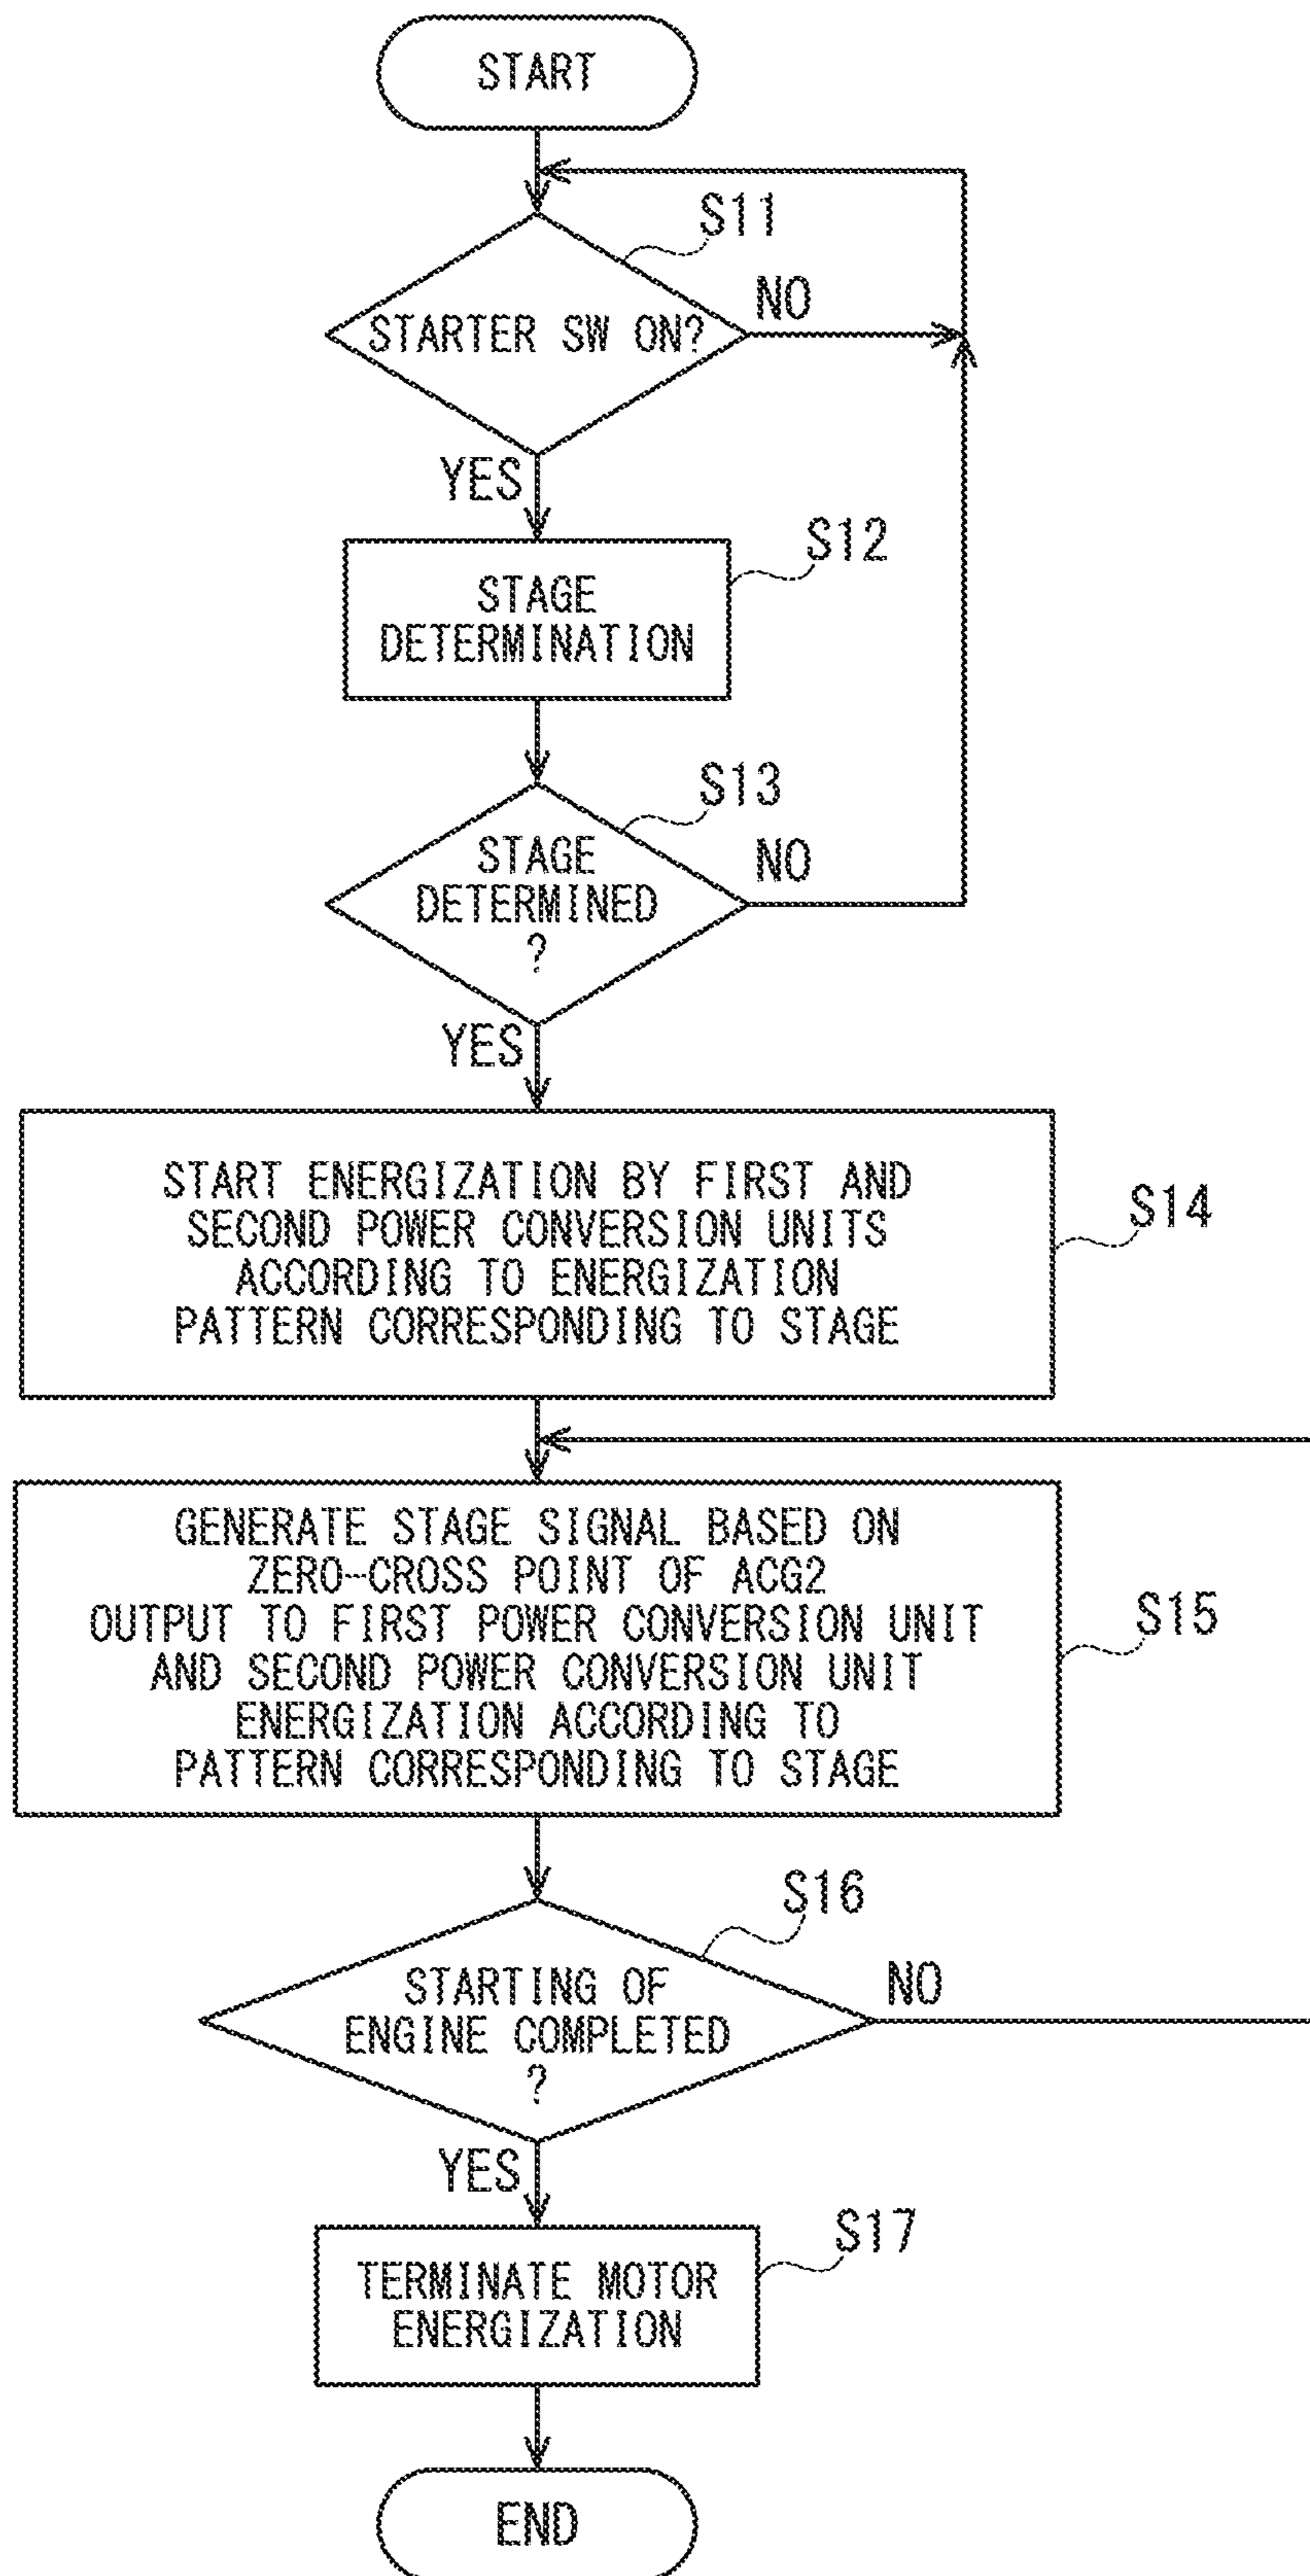 START
S11
STARTER SW ON?
NO
YES
S12
STAGE
DETERMINATION
S13
STAGE
DETERMINED
?
NO
YES
START ENERGIZATION BY FIRST AND
SECOND POWER CONVERSION UNITS
ACCORDING TO ENERGIZATION
PATTERN CORRESPONDING TO STAGE
S14
GENERATE STAGE SIGNAL BASED ON
ZERO-CROSS POINT OF ACG2
OUTPUT TO FIRST POWER CONVERSION UNIT
AND SECOND POWER CONVERSION UNIT
ENERGIZATION ACCORDING TO
PATTERN CORRESPONDING TO STAGE
S15
S16
STARTING OF
ENGINE COMPLETED
?
NO
YES
S17
TERMINATE MOTOR
ENERGIZATION
END